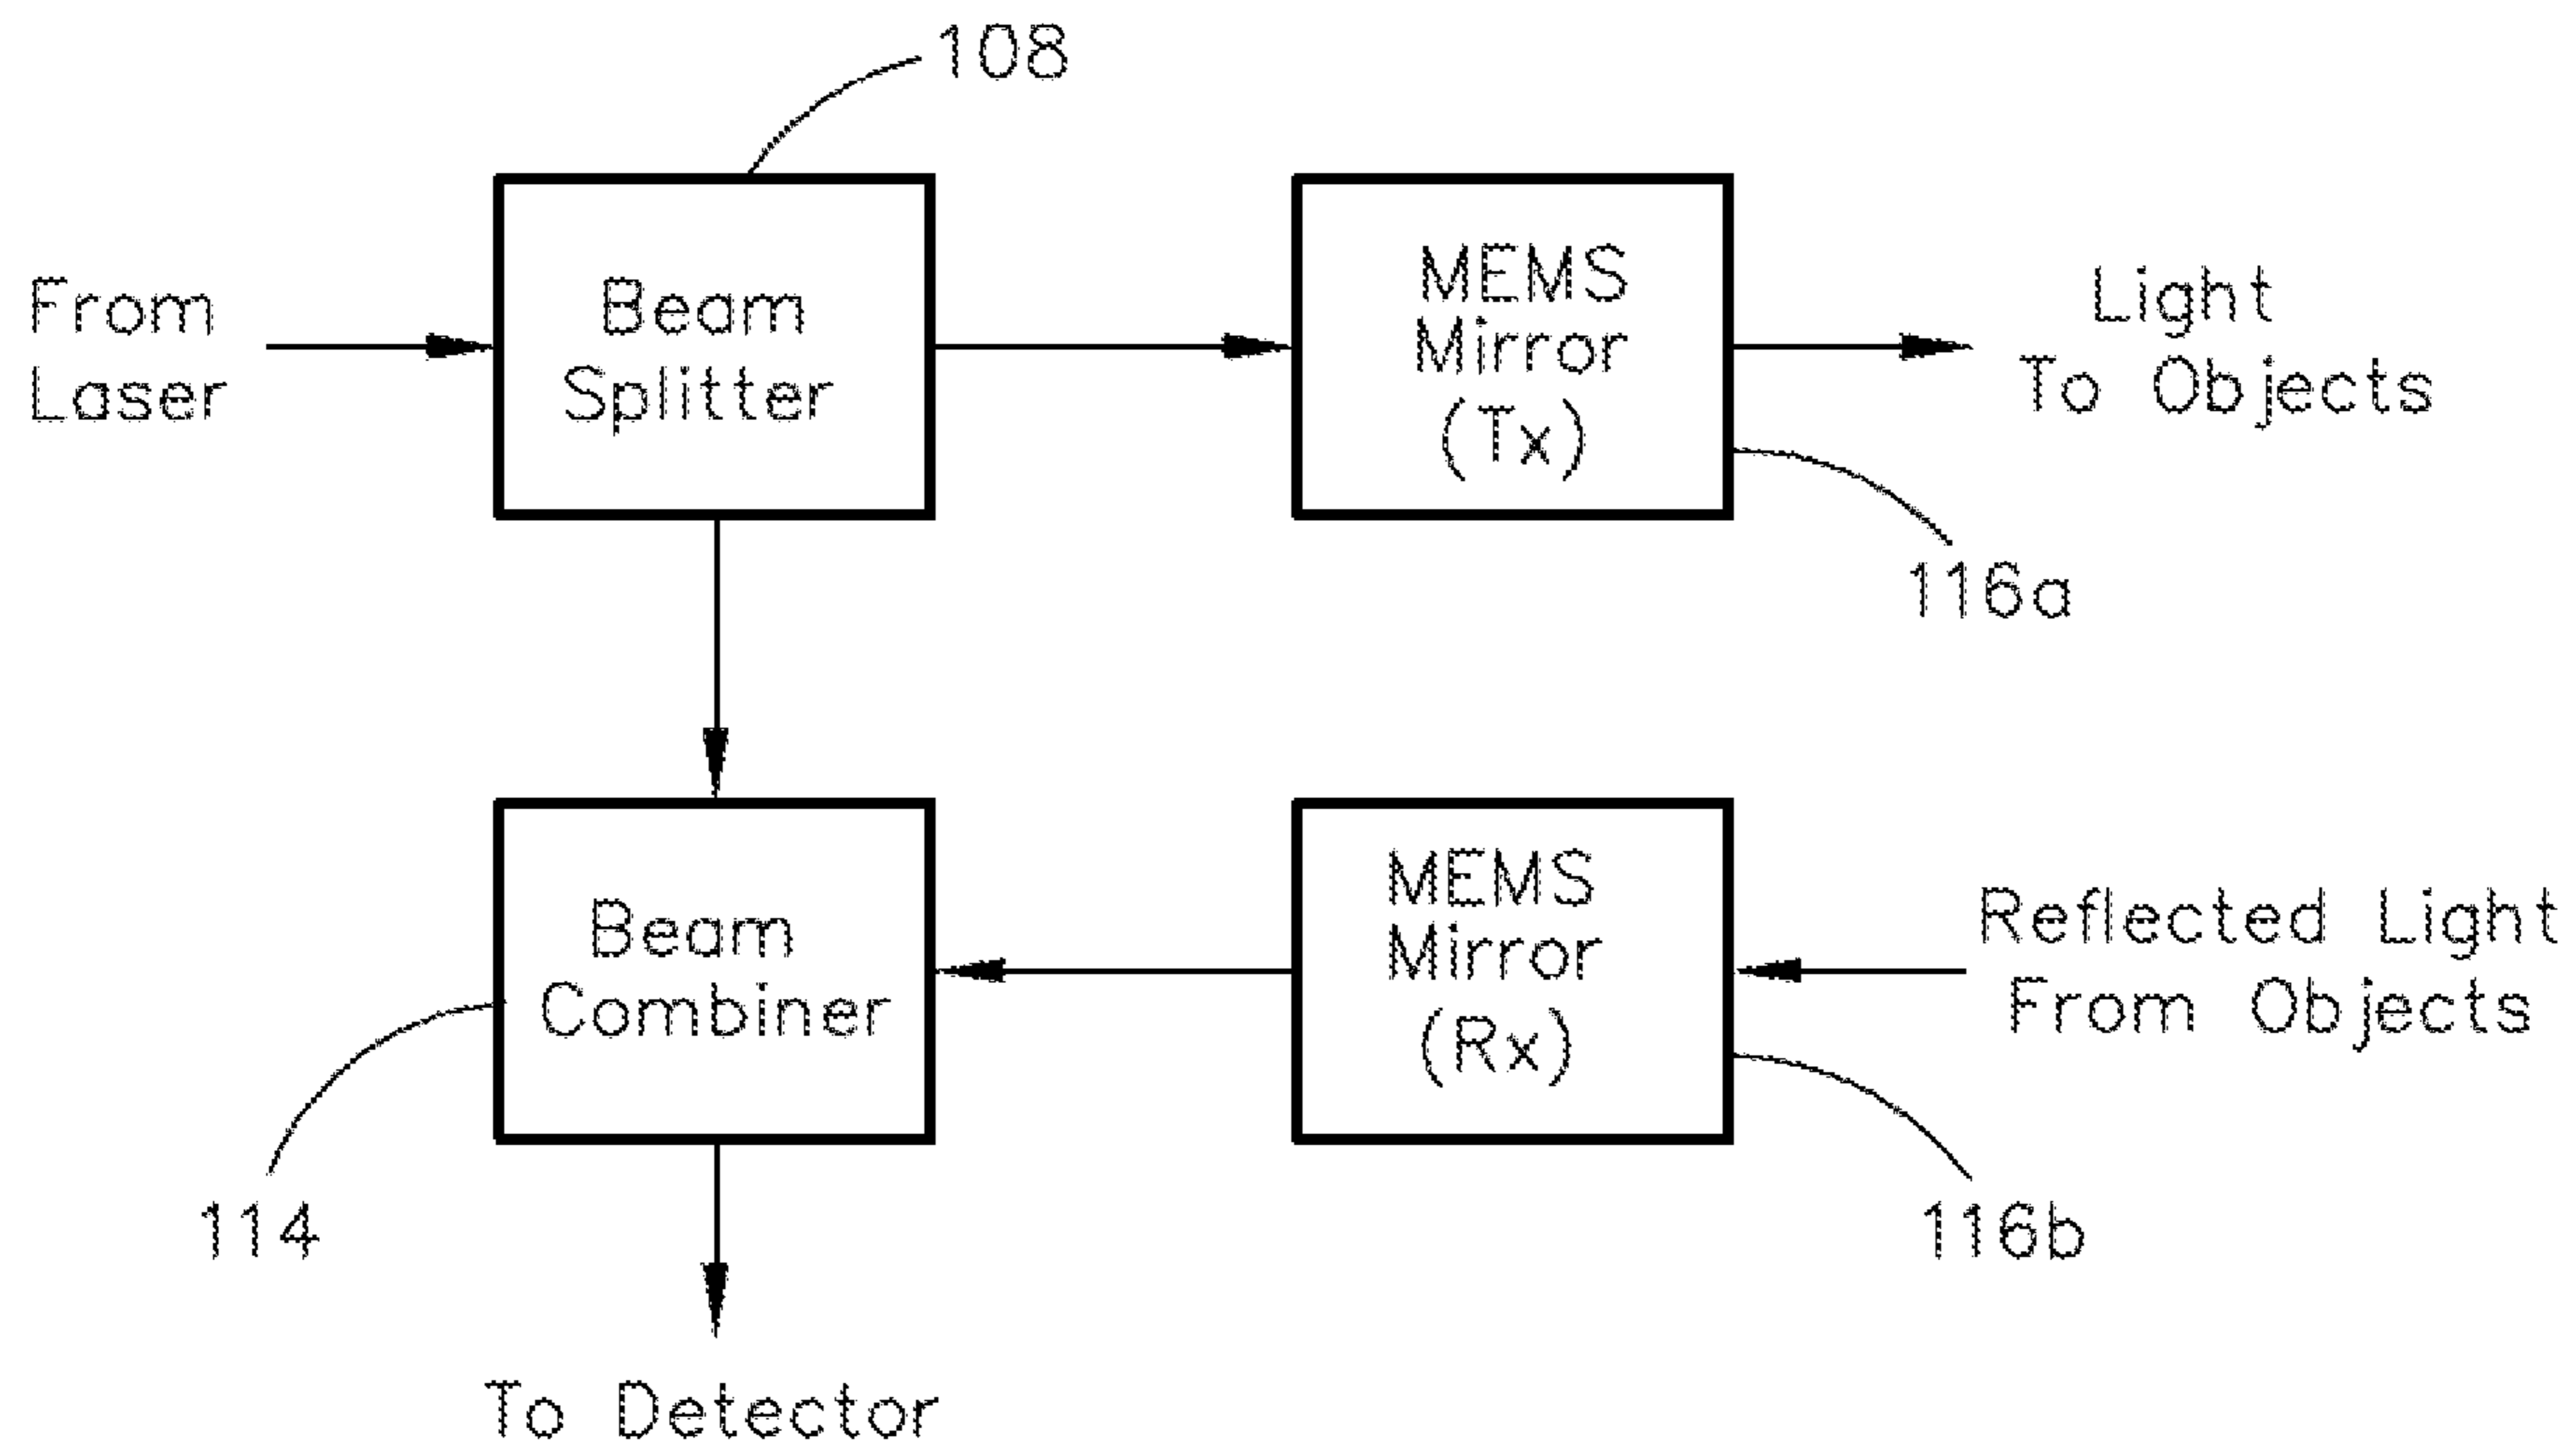 108
From
Laser
Beam
Splitter
MEMS
Mirror
(Tx)
Light
To Objects
116a
Beam
Combiner
MEMS
Mirror
(Rx)
Reflected Light
From Objects
114
116b
To Detector